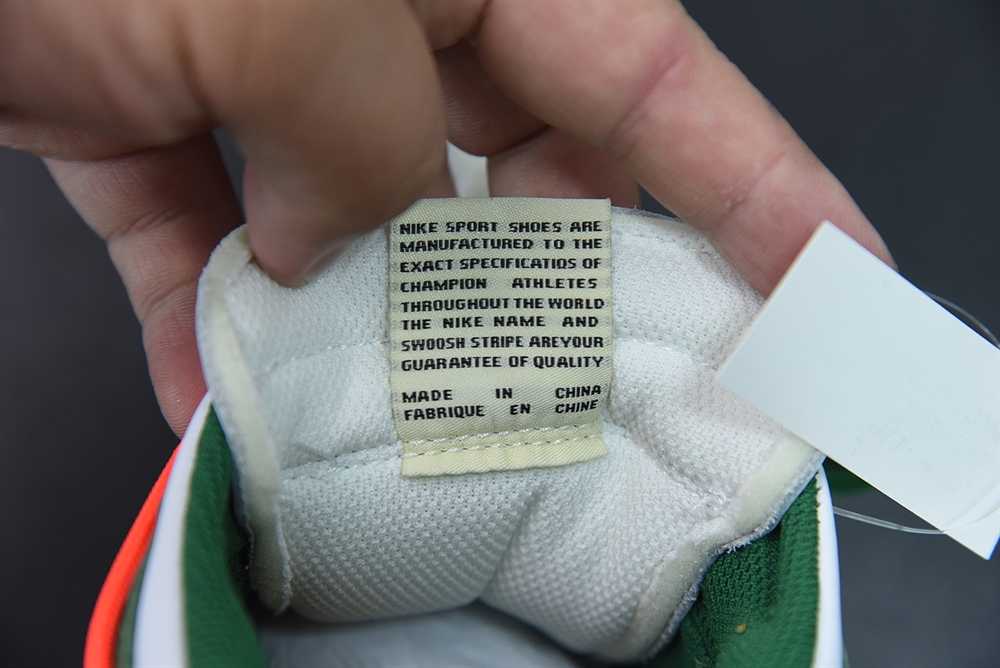 NIKE SPORT SHOES ARE
MANUFACTURED TO THE
EXACT SPECIFICATIOS OF
CHAMPION ATHLETES
THROUGHOUT THE WORLD
THE NIKE NAME AND
SWOOSH STRIPE AREYOUR
GUARANTEE OF QUALITY
MADE IN CHINA
FABRIQUE EN CHINE